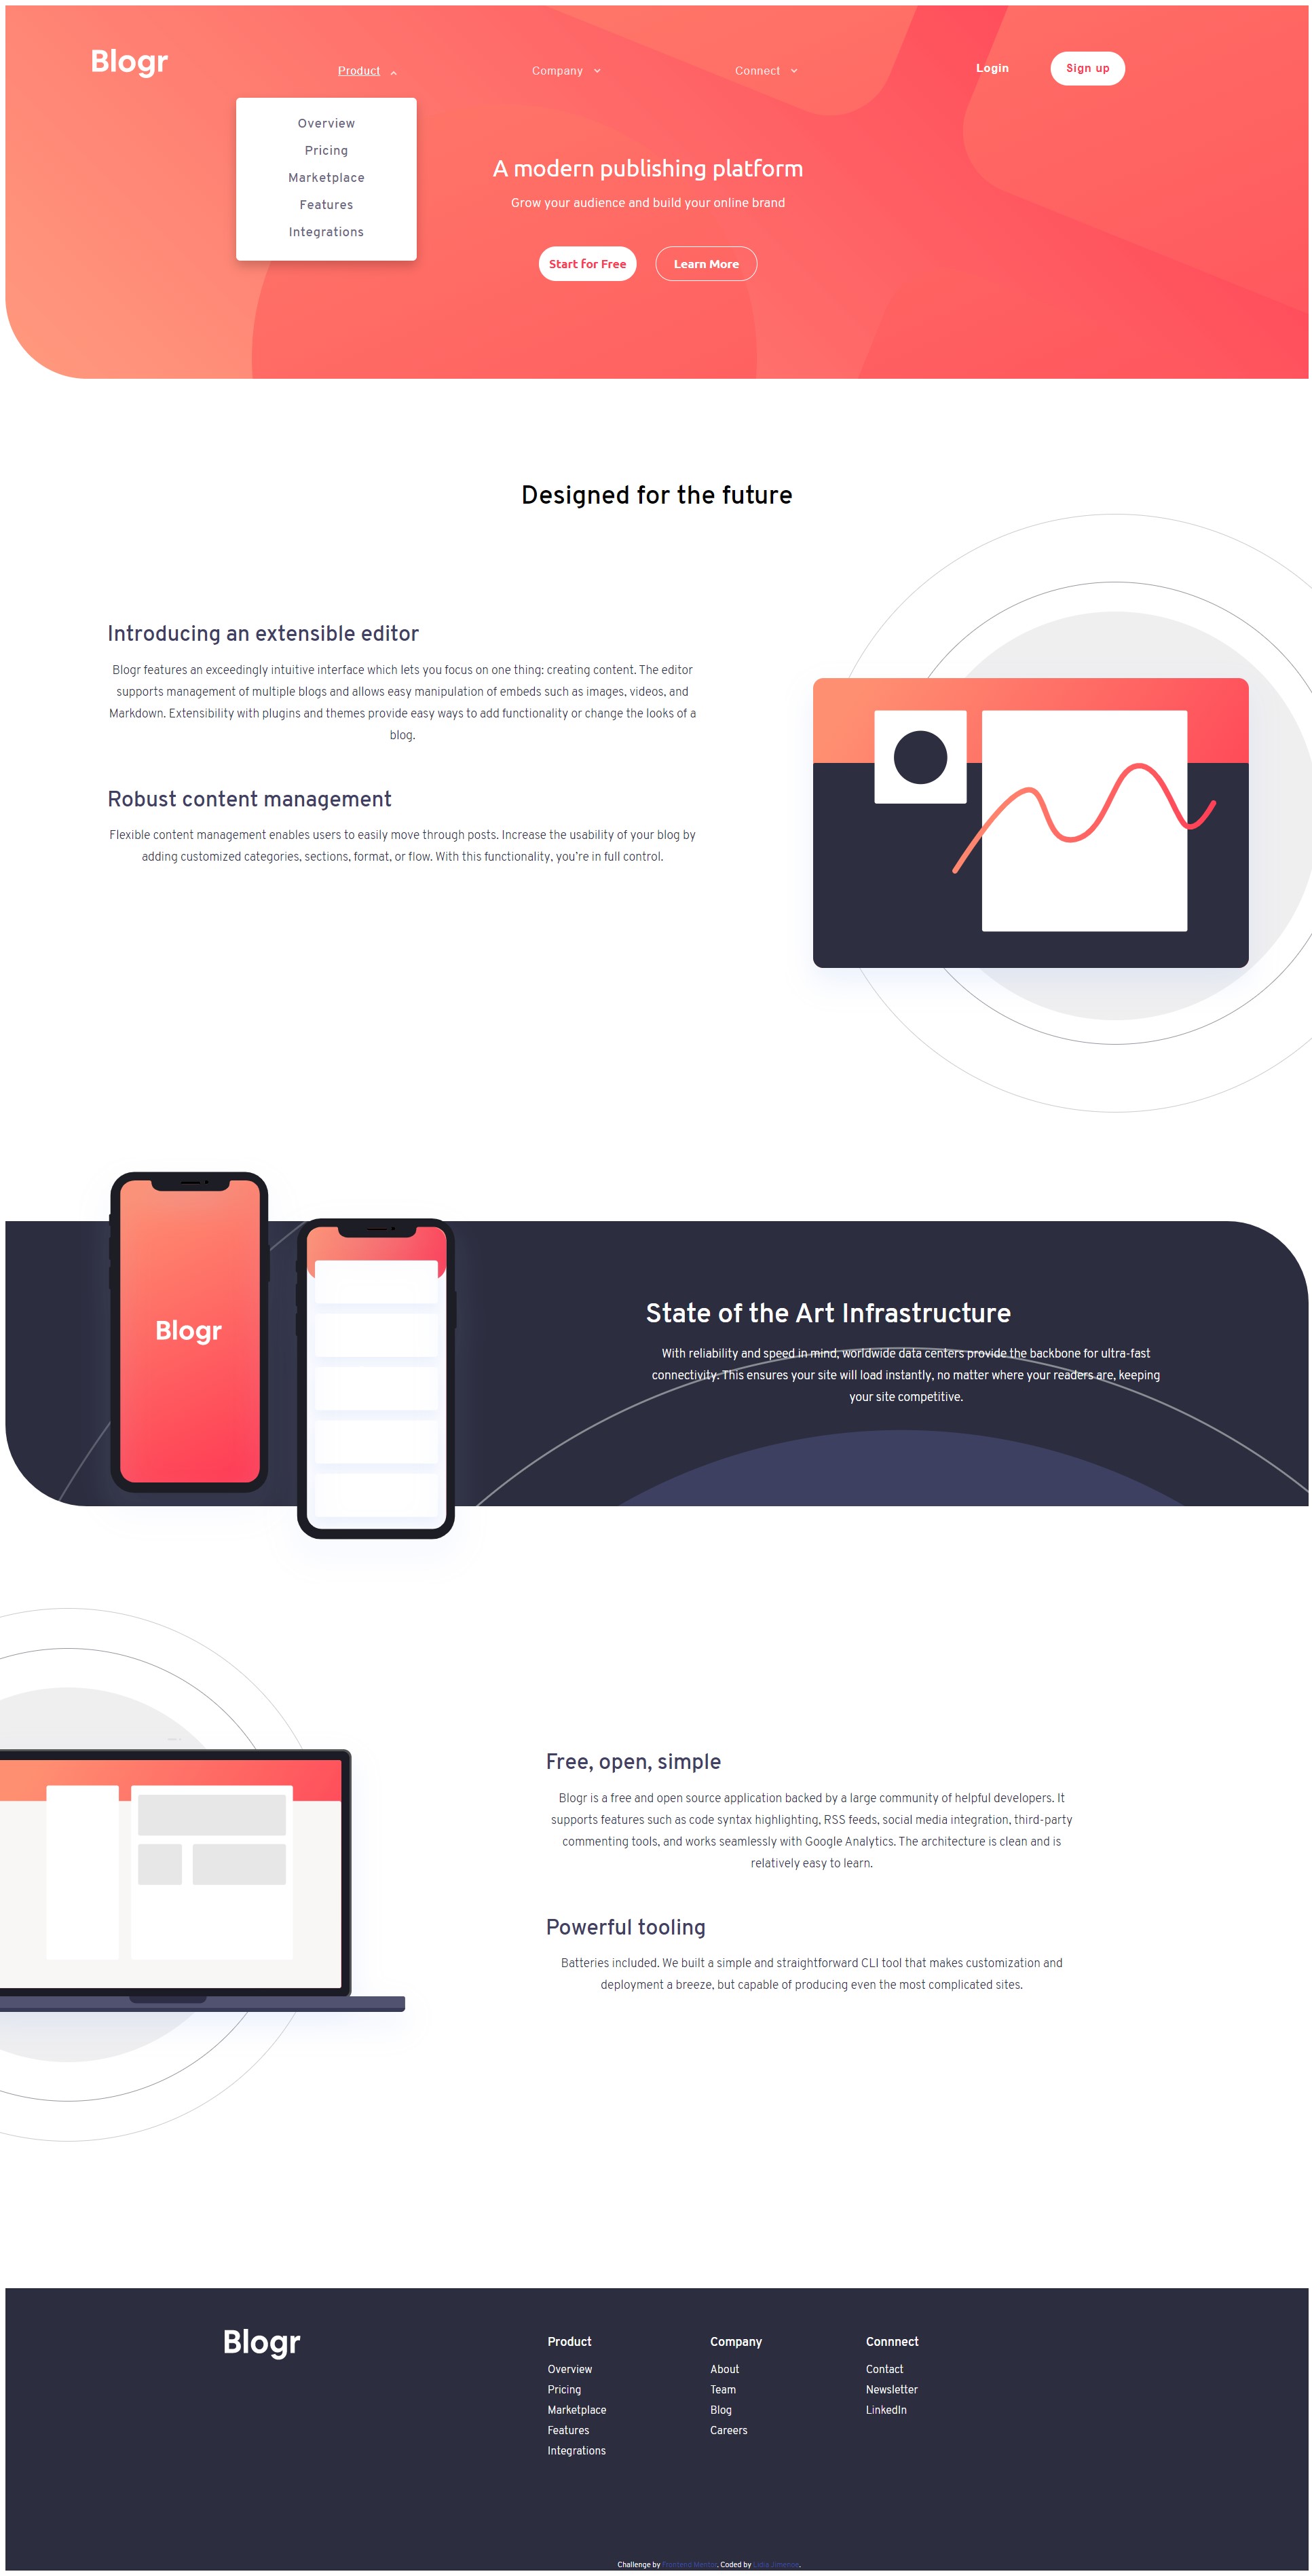 Blogr
Product
Company
Connect
Login
Sign up
Overview
Pricing
Marketplace
Features
Integrations
A modern publishing platform
Grow your audience and build your online brand
Start for Free
Learn More
Designed for the future
Introducing an extensible editor
Blogr features an exceedingly intuitive interface which lets you focus on one thing: creating content. The editor
supports management of multiple blogs and allows easy manipulation of embeds such as images, videos, and
Markdown. Extensibility with plugins and themes provide easy ways to add functionality or change the looks of a
blog.
Robust content management
Flexible content management enables users to easily move through posts. Increase the usability of your blog by
adding customized categories, sections, format, or flow. With this functionality, you’re in full control.
Blogr
State of the Art Infrastructure
With reliability and speed in mind, worldwide data centers provide the backbone for ultra-fast
connectivity. This ensures your site will load instantly, no matter where your readers are, keeping
your site competitive.
Free, open, simple
Blogr is a free and open source application backed by a large community of helpful developers. It
supports features such as code syntax highlighting, RSS feeds, social media integration, third-party
commenting tools, and works seamlessly with Google Analytics. The architecture is clean and is
relatively easy to learn.
Powerful tooling
Batteries included. We built a simple and straightforward CLI tool that makes customization and
deployment a breeze, but capable of producing even the most complicated sites.
Blogr
Product
Overview
Pricing
Marketplace
Features
Integrations
Company
About
Team
Blog
Careers
Connnect
Contact
Newsletter
LinkedIn
Challenge by Frontend Mentor. Coded by